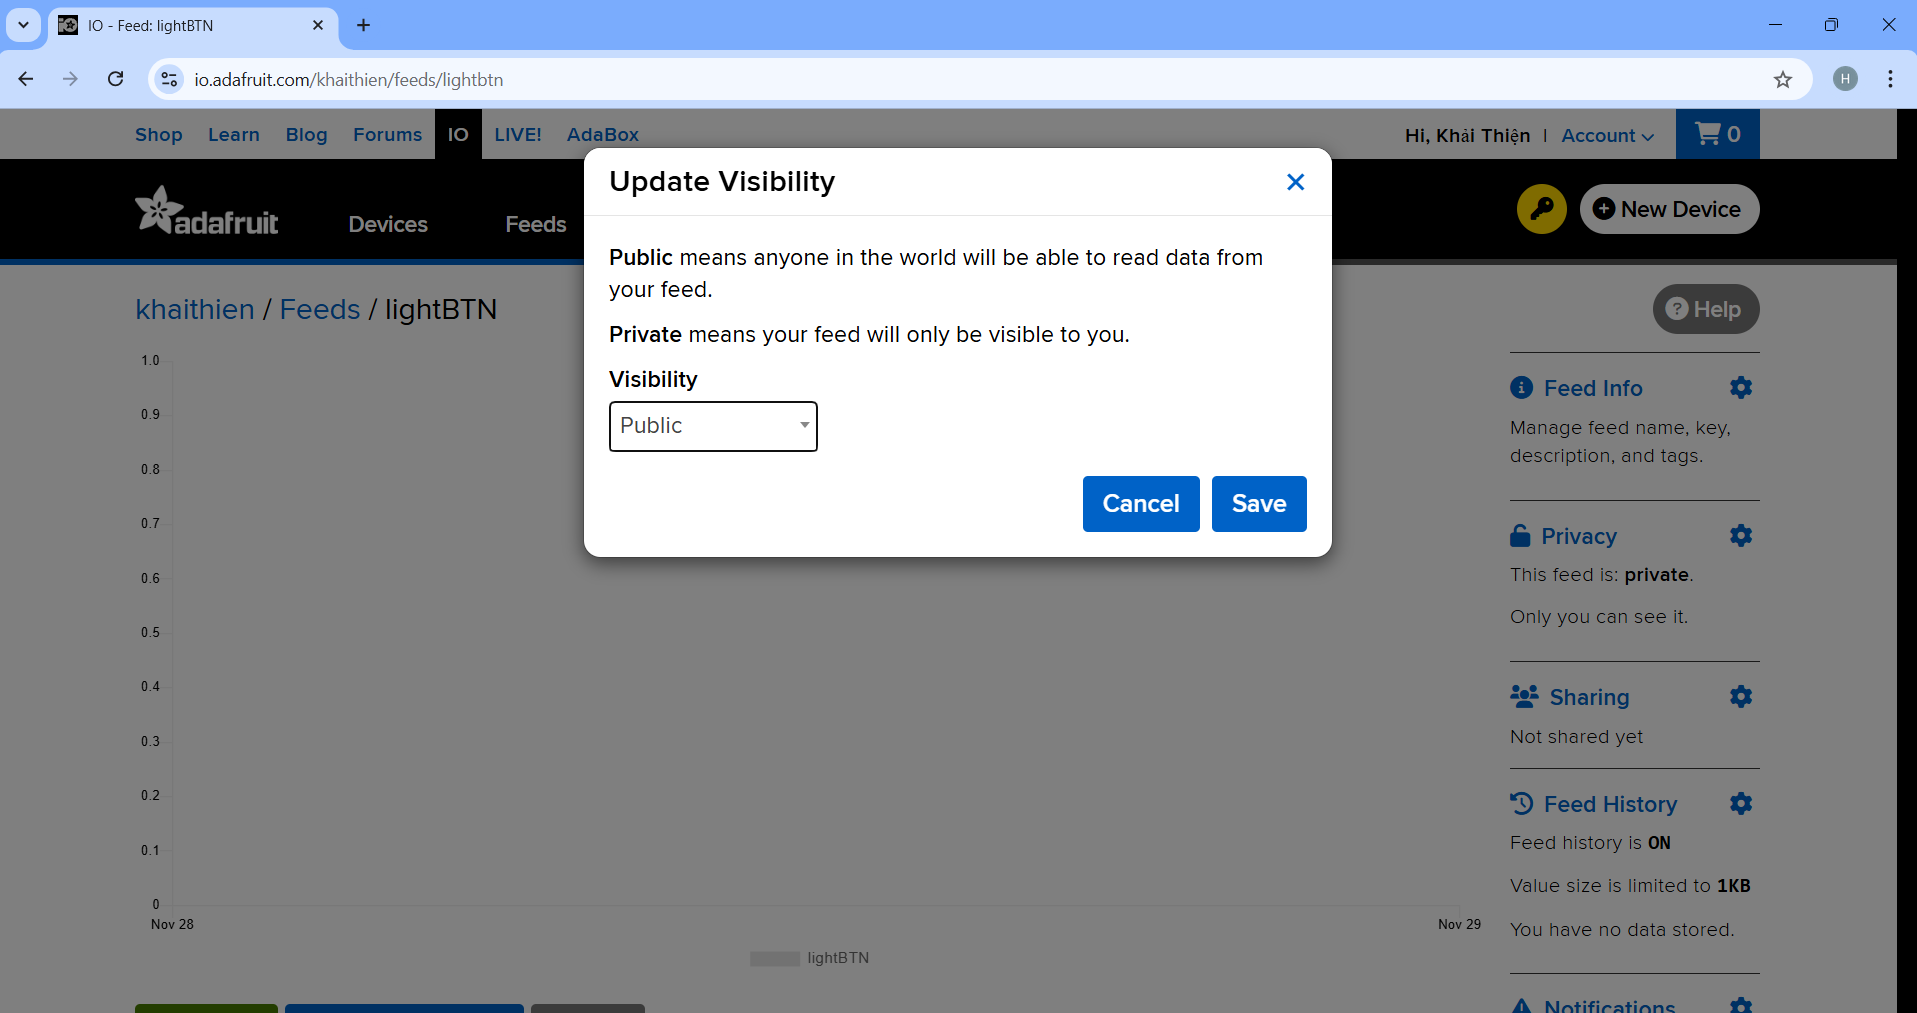 IO - Feed: lightBTN
io.adafruit.com/khaithien/feeds/lightbtn
H
Shop Learn Blog Forums IO LIVE! AdaBox
Hi, Khải Thiện | Account 0
adafruit Devices Feeds
New Device
Update Visibility
Public means anyone in the world will be able to read data from
your feed.
Private means your feed will only be visible to you.
Visibility
Public
Cancel Save
khaithien / Feeds / lightBTN
? Help
1.0
0.9
0.8
0.7
0.6
0.5
0.4
0.3
0.2
0.1
0
Nov 28 Nov 29
lightBTN
Feed Info
Manage feed name, key,
description, and tags.
Privacy
This feed is: private.
Only you can see it.
Sharing
Not shared yet
Feed History
Feed history is ON
Value size is limited to 1KB
You have no data stored.
Notifications